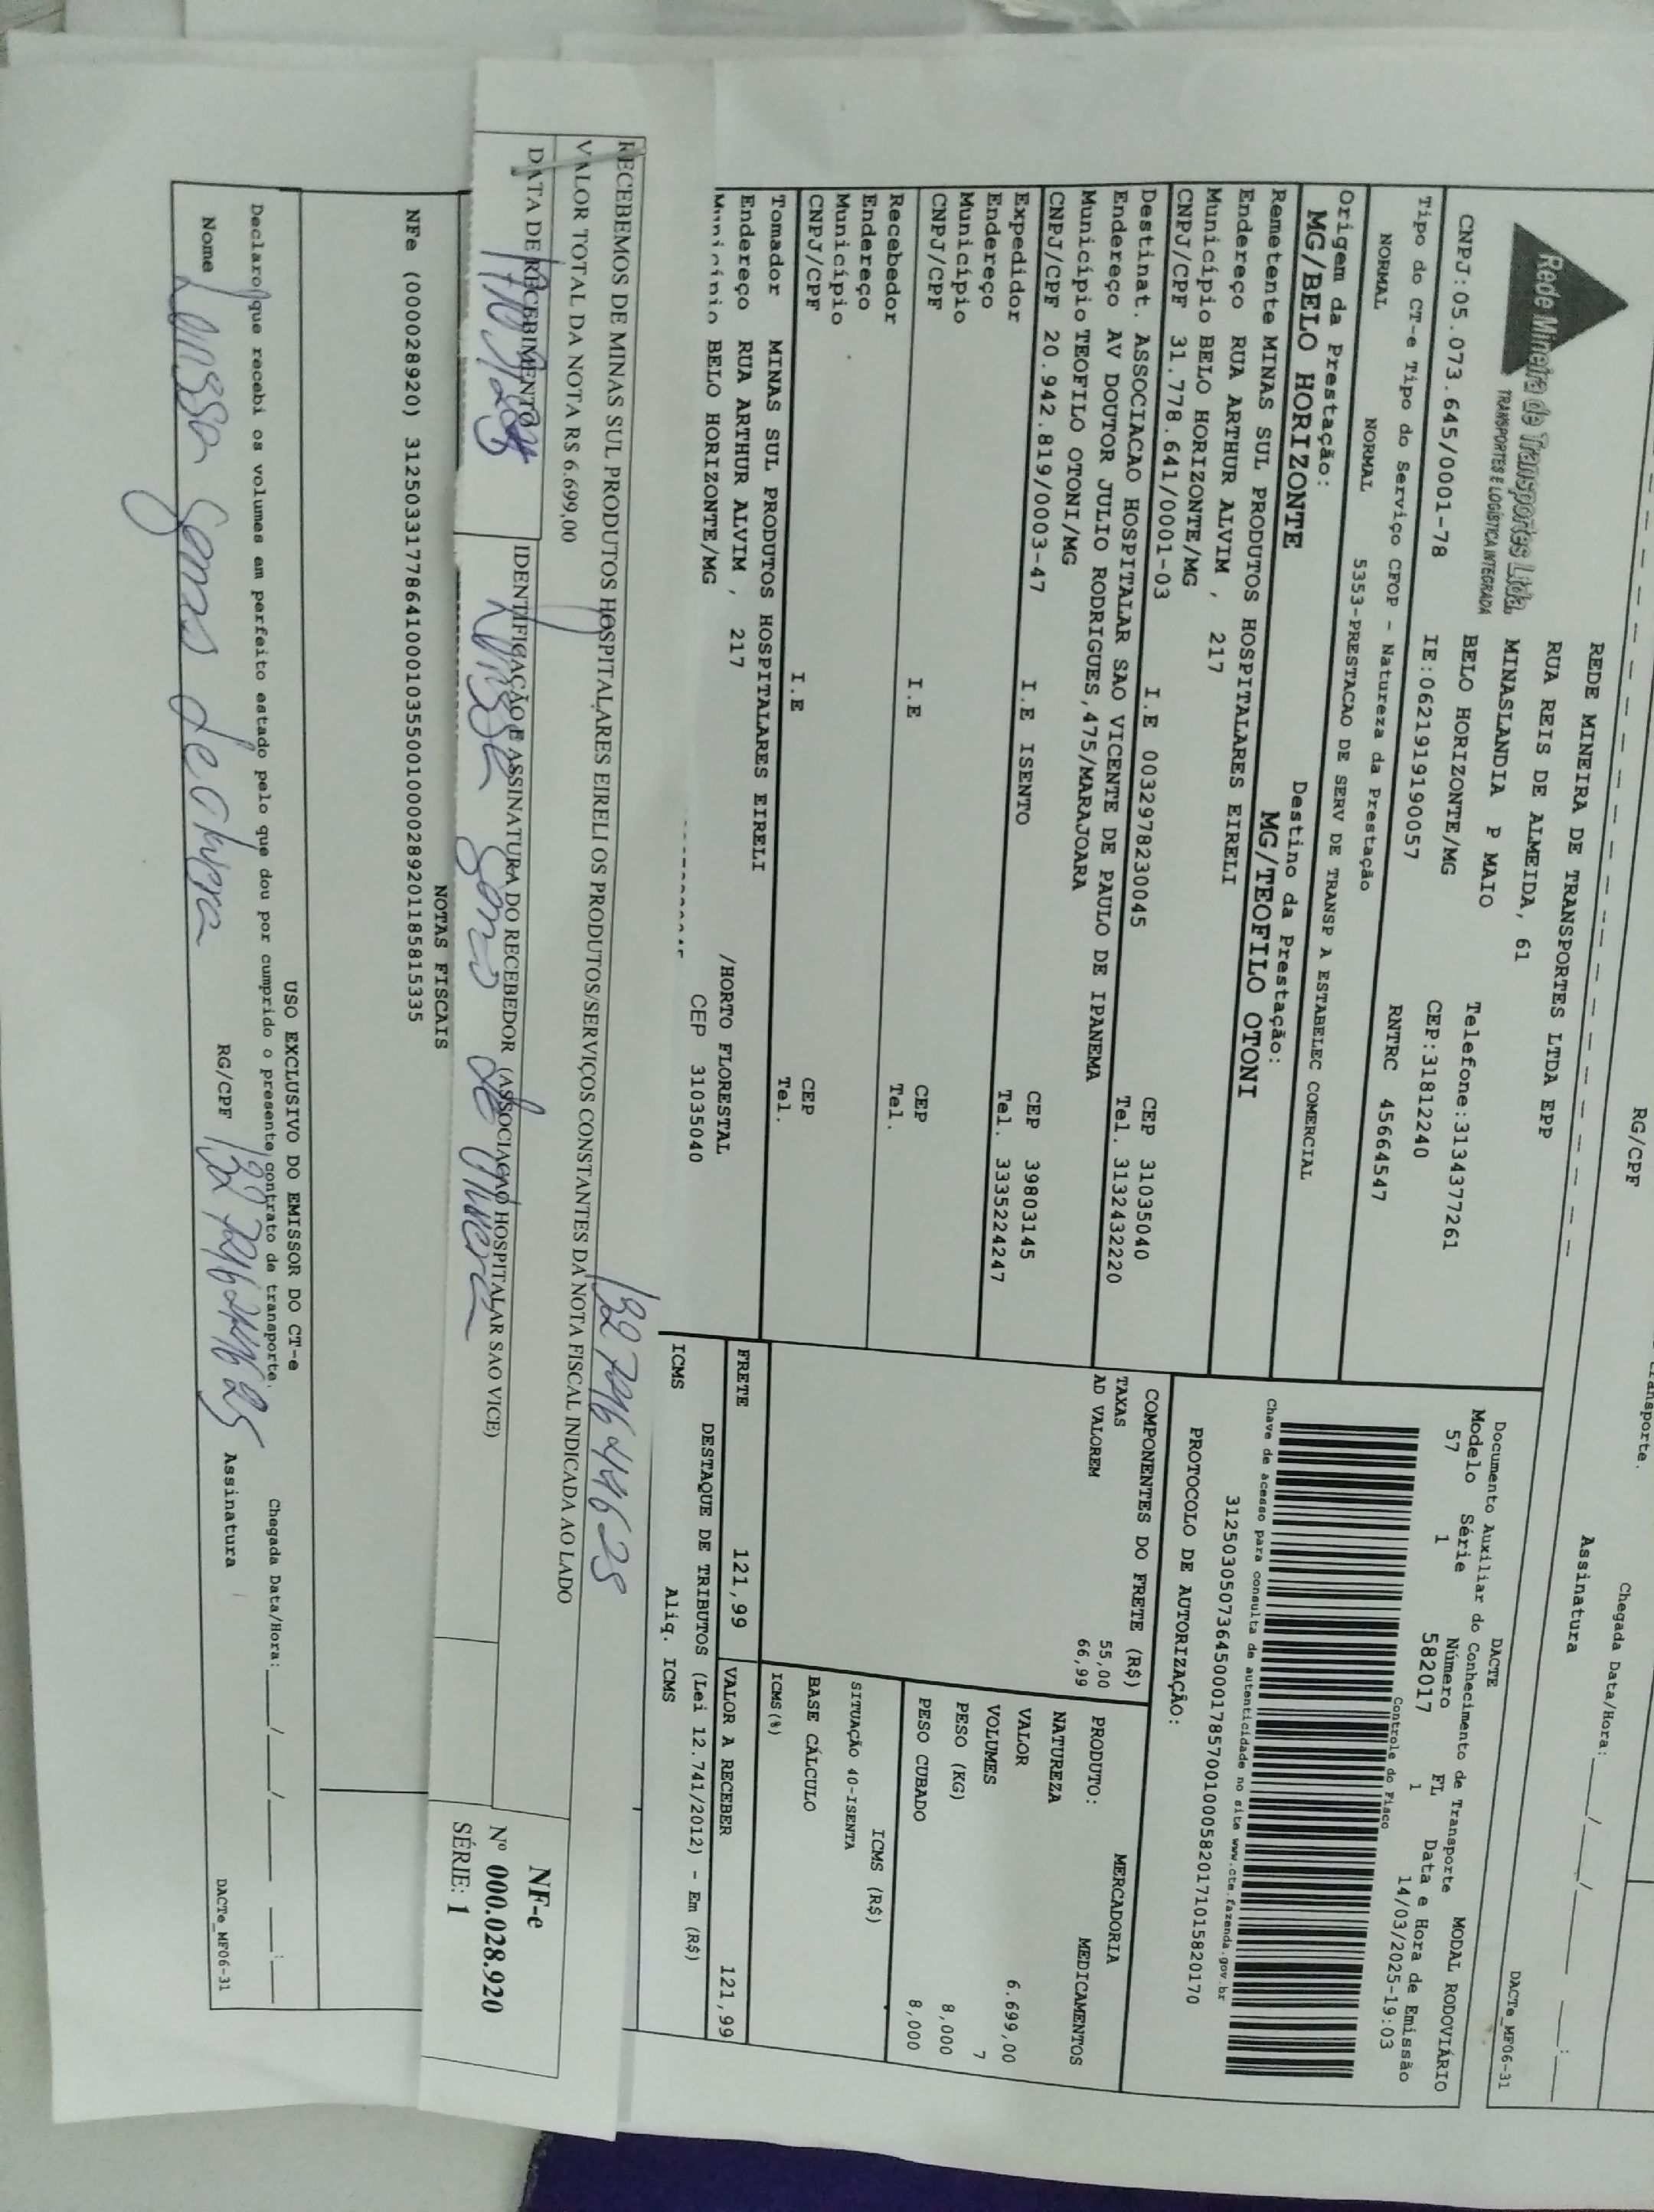 RG/CPF
Assinatura
Chegada Data/Hora: ___/___/_____ ___:___
DACTe_MF06-31
Rede Mineira de Transportes Ltda.
TRANSPORTES E LOGÍSTICA INTEGRADA
REDE MINEIRA DE TRANSPORTES LTDA EPP
RUA REIS DE ALMEIDA, 61
MINASLANDIA P MAIO
BELO HORIZONTE/MG
Telefone:3134377261
CEP:31812240
CNPJ:05.073.645/0001-78
IE:0621919190057
RNTRC 45664547
DACTE
Documento Auxiliar do Conhecimento de Transporte
MODAL RODOVIÁRIO
Modelo Série Número FL Data e Hora de Emissão
57 1 582017 1 14/03/2025-19:03
Controle do Fisco
Chave de acesso para consulta de autenticidade no site www.cte.fazenda.gov.br
PROTOCOLO DE AUTORIZAÇÃO:
Tipo do CT-e Tipo do Serviço CFOP - Natureza da Prestação
NORMAL NORMAL 5353-PRESTACAO DE SERV DE TRANSP A ESTABELEC COMERCIAL
Origem da Prestação: Destino da Prestação:
MG/BELO HORIZONTE MG/TEOFILO OTONI
Remetente MINAS SUL PRODUTOS HOSPITALARES EIRELI
Endereço RUA ARTHUR ALVIM , 217
Município BELO HORIZONTE/MG CEP 31035040
CNPJ/CPF 31.778.641/0001-03 I.E 0032978230045 Tel. 3132432220
Destinat. ASSOCIACAO HOSPITALAR SAO VICENTE DE PAULO DE IPANEMA
Endereço AV DOUTOR JULIO RODRIGUES,475/MARAJOARA
Município TEOFILO OTONI/MG CEP 39803145
CNPJ/CPF 20.942.819/0003-47 I.E ISENTO Tel. 3335224247
Expedidor
Endereço
Município CEP
CNPJ/CPF I.E Tel.
Recebedor
Endereço
Município CEP
CNPJ/CPF I.E Tel.
Tomador MINAS SUL PRODUTOS HOSPITALARES EIRELI
Endereço RUA ARTHUR ALVIM , 217 /HORTO FLORESTAL
Município BELO HORIZONTE/MG CEP 31035040
COMPONENTES DO FRETE (R$)
TAXAS 55,00
AD VALOREM 66,99
PRODUTO: MERCADORIA
NATUREZA MEDICAMENTOS
VALOR 6.699,00
VOLUMES 7
PESO (KG) 8,000
PESO CUBADO 8,000
ICMS (R$)
SITUAÇÃO 40-ISENTA
BASE CÁLCULO
ICMS(%)
FRETE 121,99 VALOR A RECEBER 121,99
DESTAQUE DE TRIBUTOS (Lei 12.741/2012) - Em (R$)
ICMS Aliq. ICMS
RECEBEMOS DE MINAS SUL PRODUTOS HOSPITALARES EIRELI OS PRODUTOS/SERVIÇOS CONSTANTES DA NOTA FISCAL INDICADA AO LADO
VALOR TOTAL DA NOTA R$ 6.699,00
DATA DE RECEBIMENTO
IDENTIFICAÇÃO E ASSINATURA DO RECEBEDOR (ASSOCIACAO HOSPITALAR SAO VICE)
NF-e
Nº 000.028.920
SÉRIE: 1
NOTAS FISCAIS
NFe (000028920) 31250331778641000103550010000289201185815335
USO EXCLUSIVO DO EMISSOR DO CT-e
Declaro que recebi os volumes em perfeito estado pelo que dou por cumprido o presente contrato de transporte.
Chegada Data/Hora: ___/___/_____ ___:___
Nome
RG/CPF
Assinatura
DACTe_MF06-31